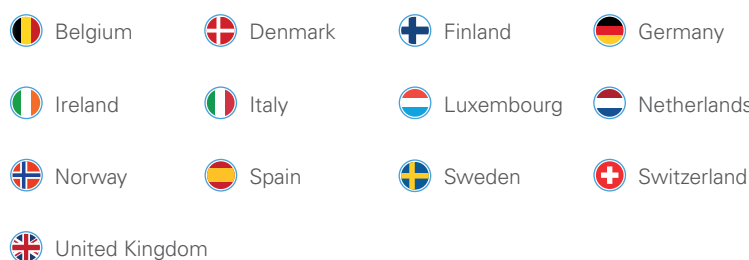 Belgium Denmark Finland Germany
Ireland Italy Luxembourg Netherlands
Norway Spain Sweden Switzerland
United Kingdom